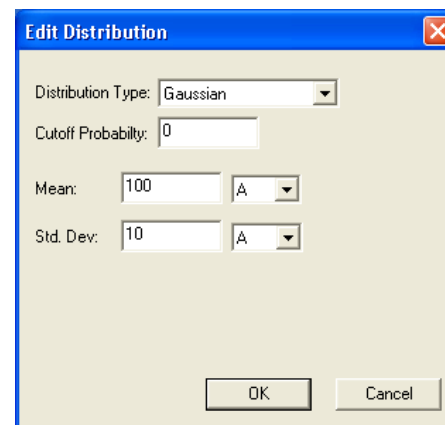 Edit Distribution
Distribution Type: Gaussian
Cutoff Probabilty: 0
Mean: 100 A
Std. Dev: 10 A
OK Cancel